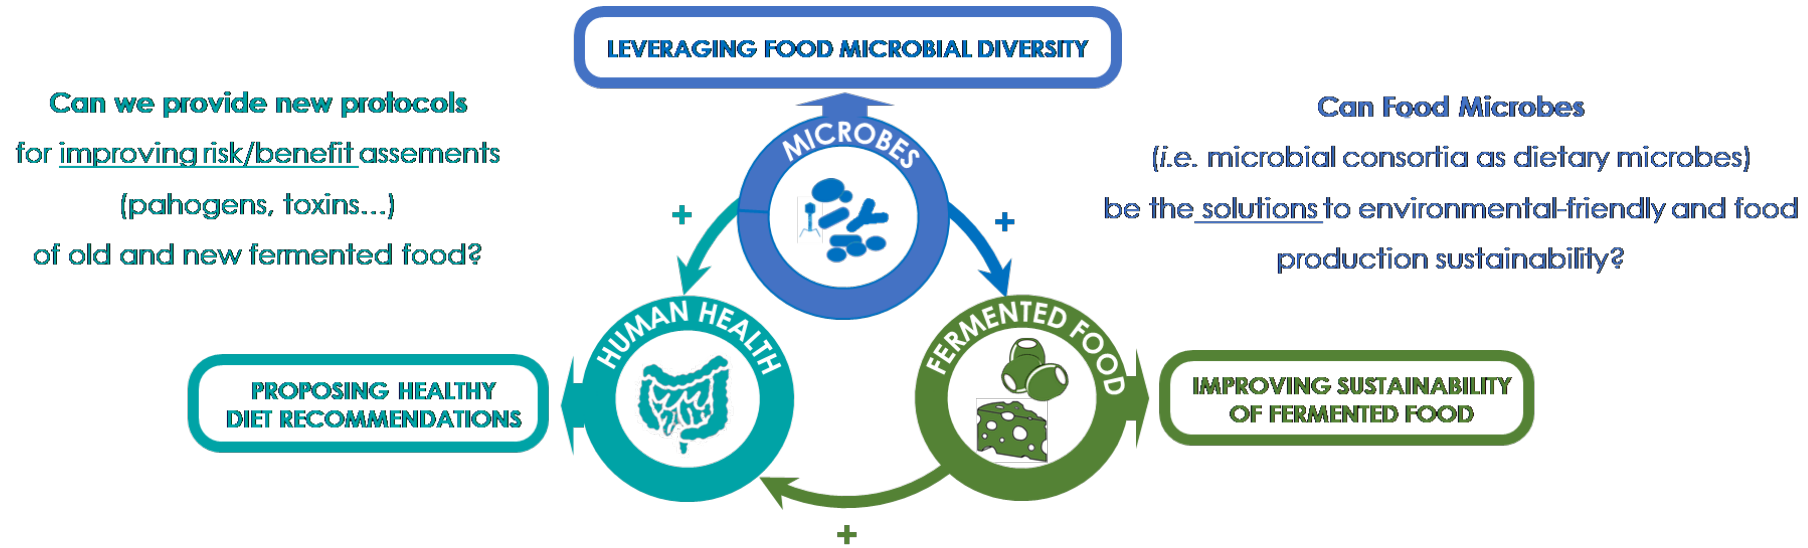 LEVERAGING FOOD MICROBIAL DIVERSITY
Can we provide new protocols
for improving risk/benefit assements
(pahogens, toxins...)
of old and new fermented food?
Can Food Microbes
(i.e. microbial consortia as dietary microbes)
be the solutions to environmental-friendly and food
production sustainability?
MICROBES
+
+
HUMAN HEALTH
FERMENTED FOOD
PROPOSING HEALTHY
DIET RECOMMENDATIONS
IMPROVING SUSTAINABILITY
OF FERMENTED FOOD
+